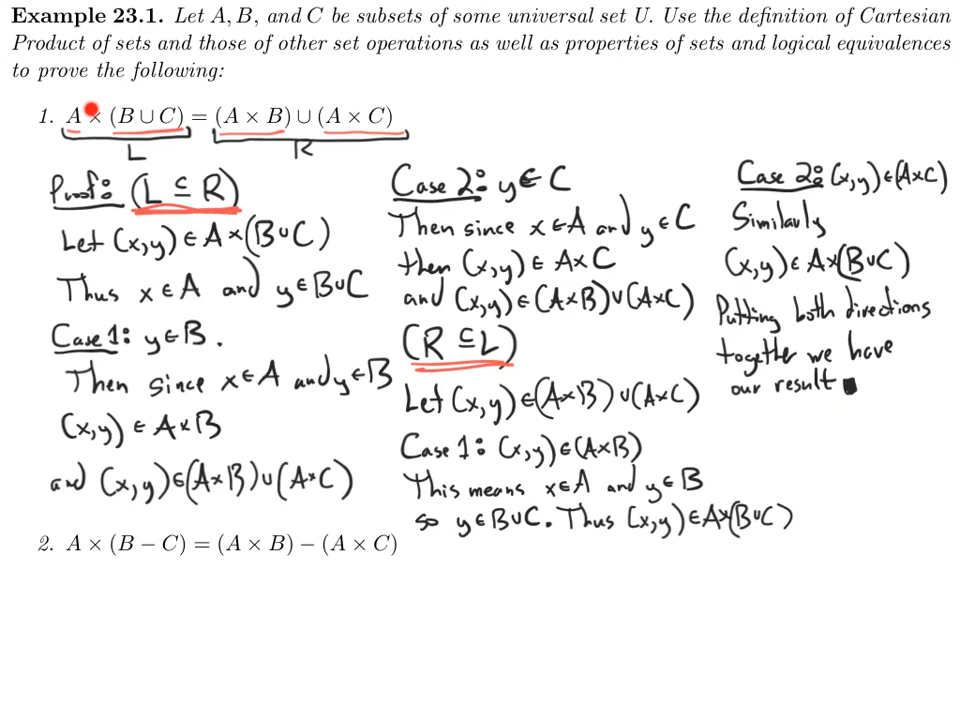 Example 23.1. Let A, B, and C be subsets of some universal set U. Use the definition of Cartesian
Product of sets and those of other set operations as well as properties of sets and logical equivalences
to prove the following:
1. A × (B ∪ C) = (A × B) ∪ (A × C)
L R
Proof: (L ⊆ R)
Let (x,y) ∈ A×(B∪C)
Thus x∈A and y∈B∪C
Case 1: y∈B.
Then since x∈A and y∈B
(x,y) ∈ A×B
and (x,y)∈(A×B)∪(A×C)
Case 2: y∈C
Then since x∈A and y∈C
then (x,y)∈ A×C
and (x,y)∈(A×B)∪(A×C)
(R ⊆ L)
Let (x,y)∈(A×B)∪(A×C)
Case 1: (x,y)∈(A×B)
This means x∈A and y∈B
so y∈B∪C. Thus (x,y)∈A×(B∪C)
Case 2: (x,y)∈(A×C)
Similarly
(x,y)∈ A×(B∪C)
Putting both directions
together we have
our result ■
2. A × (B − C) = (A × B) − (A × C)